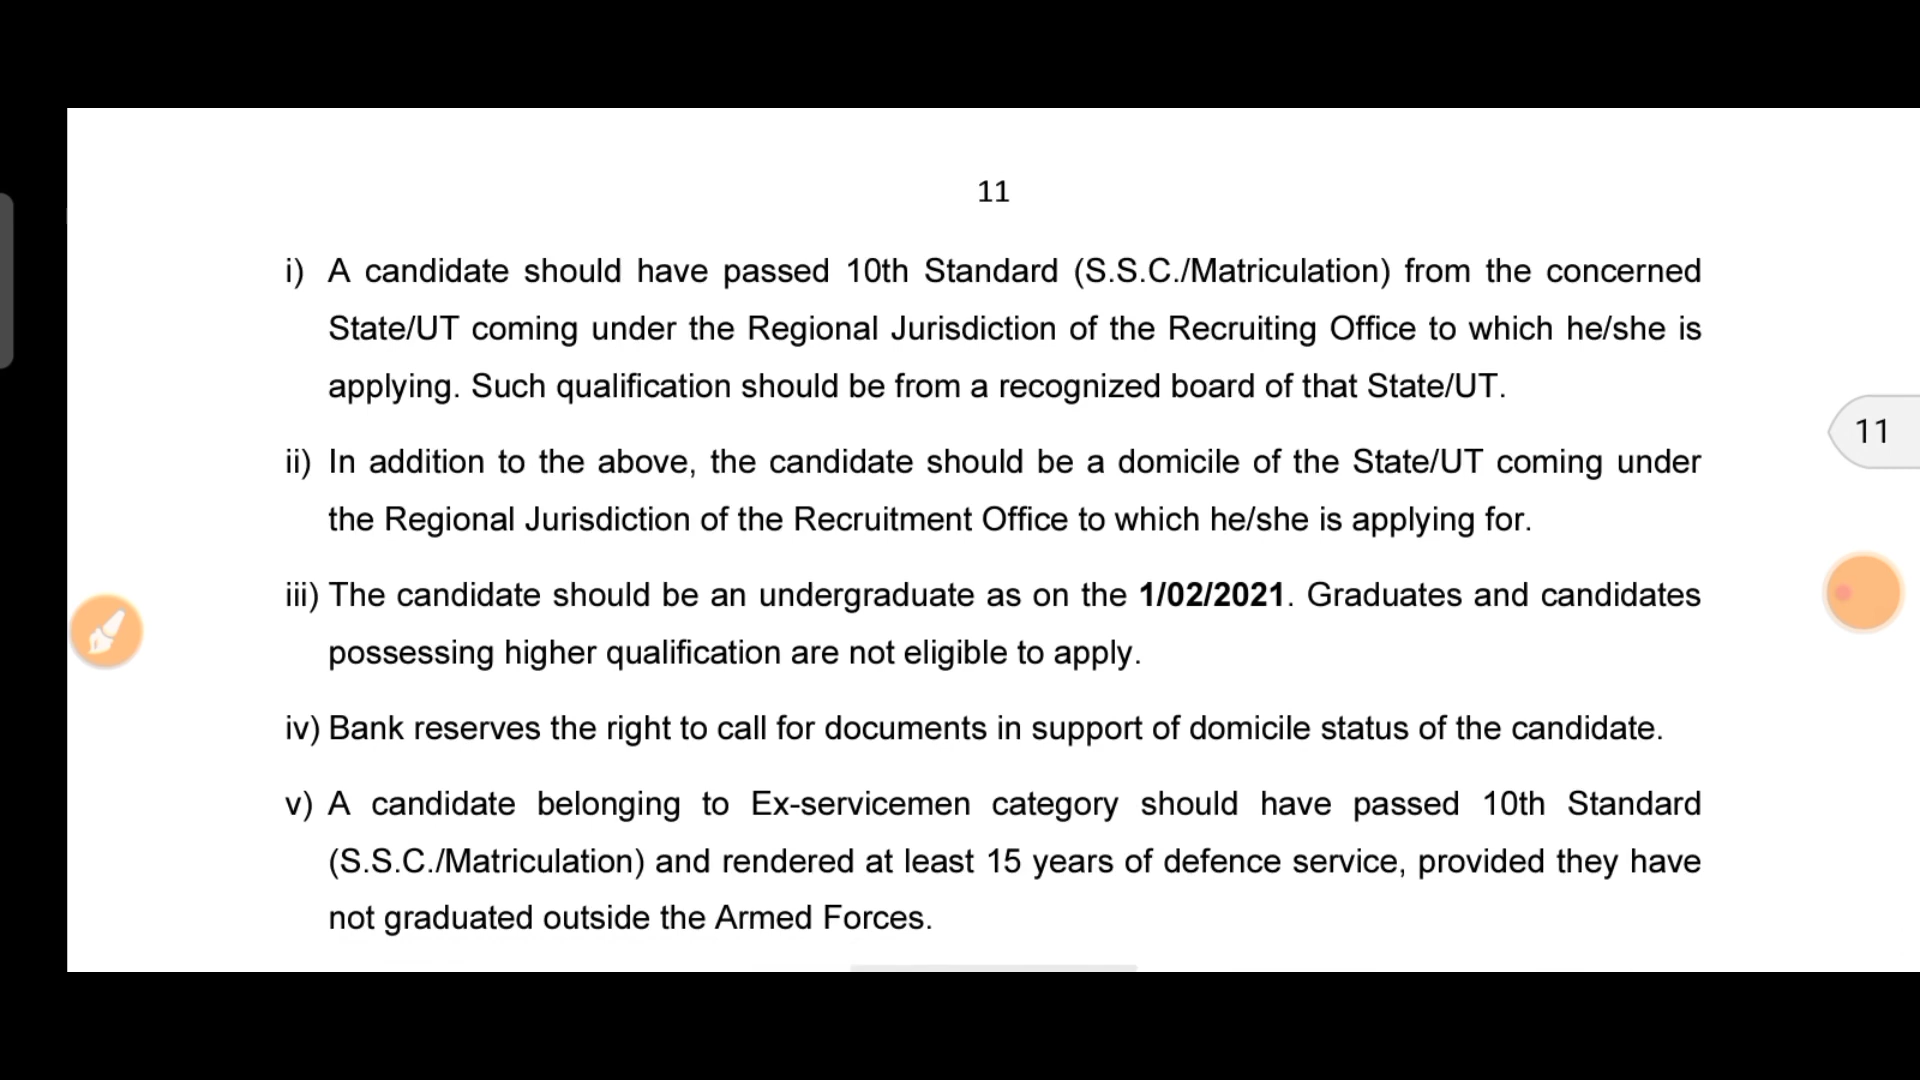 11
i) A candidate should have passed 10th Standard (S.S.C./Matriculation) from the concerned
State/UT coming under the Regional Jurisdiction of the Recruiting Office to which he/she is
applying. Such qualification should be from a recognized board of that State/UT.
11
ii) In addition to the above, the candidate should be a domicile of the State/UT coming under
the Regional Jurisdiction of the Recruitment Office to which he/she is applying for.
iii) The candidate should be an undergraduate as on the 1/02/2021. Graduates and candidates
possessing higher qualification are not eligible to apply.
iv) Bank reserves the right to call for documents in support of domicile status of the candidate.
v) A candidate belonging to Ex-servicemen category should have passed 10th Standard
(S.S.C./Matriculation) and rendered at least 15 years of defence service, provided they have
not graduated outside the Armed Forces.